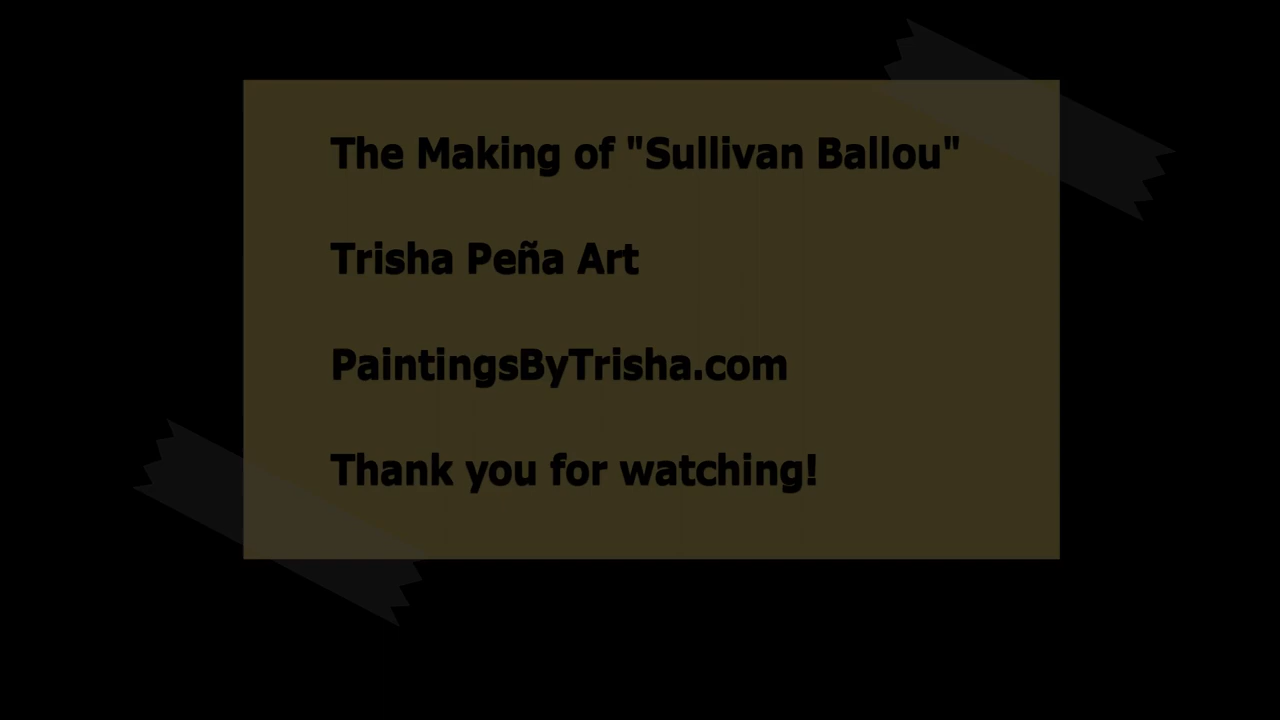 The Making of "Sullivan Ballou"
Trisha Peña Art
PaintingsByTrisha.com
Thank you for watching!